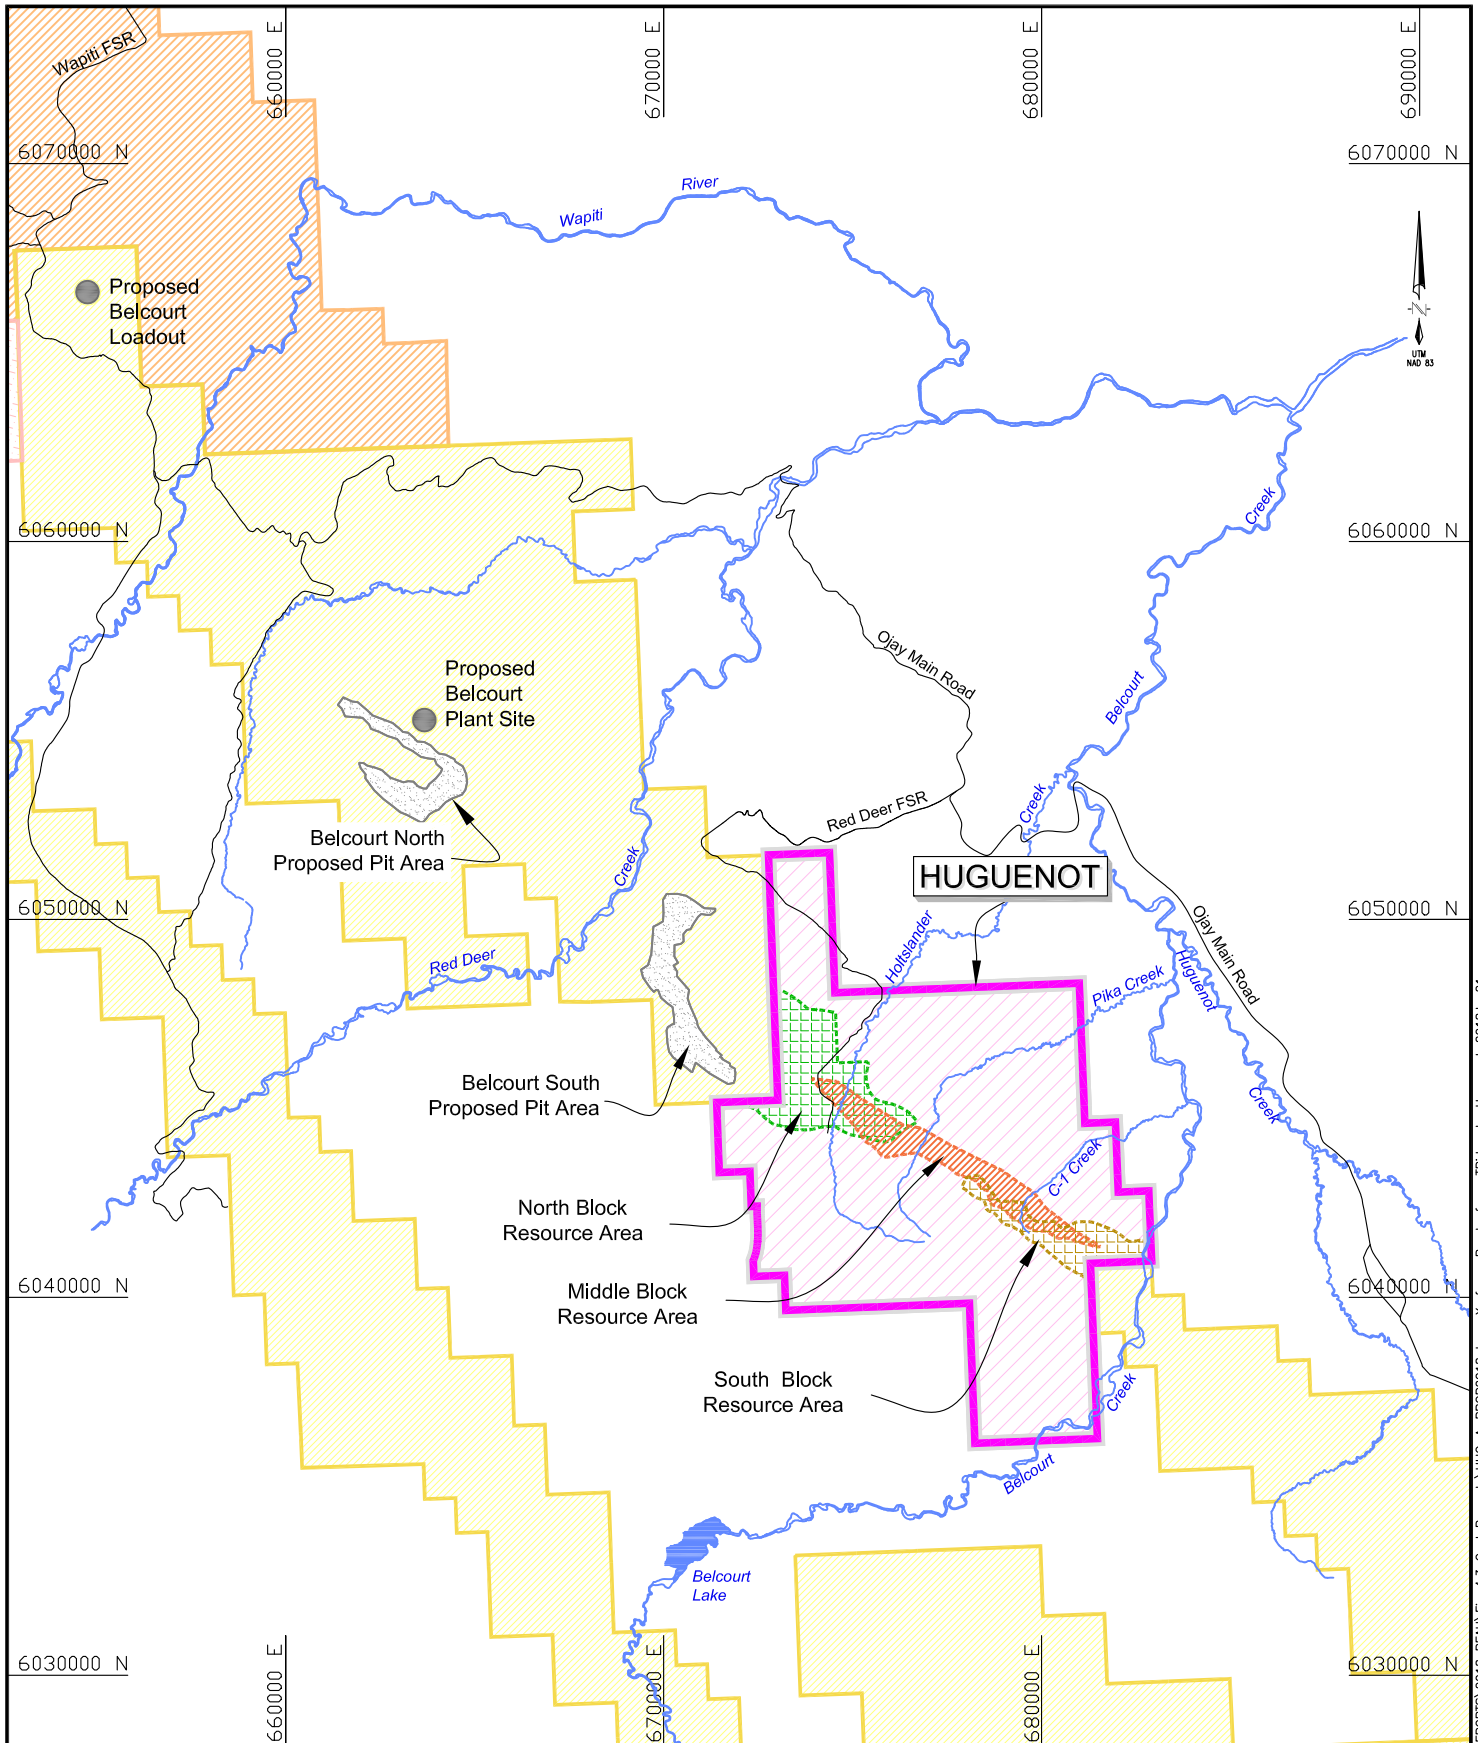 660000 E
670000 E
680000 E
690000 E
Wapiti FSR
6070000 N
6070000 N
River
Wapiti
Proposed
Belcourt
Loadout
UTM
NAD 83
Creek
6060000 N
6060000 N
Ojay Main Road
Proposed
Belcourt
Plant Site
Belcourt
Creek
Red Deer FSR
Belcourt North
Proposed Pit Area
Creek
HUGUENOT
6050000 N
6050000 N
Holtslander
Ojay Main Road
Red Deer
Pika Creek
Huguenot
Belcourt South
Proposed Pit Area
Creek
C-1 Creek
North Block
Resource Area
Middle Block
Resource Area
6040000 N
6040000 N
South Block
Resource Area
Creek
Belcourt
Belcourt
Lake
6030000 N
6030000 N
660000 E
670000 E
680000 E